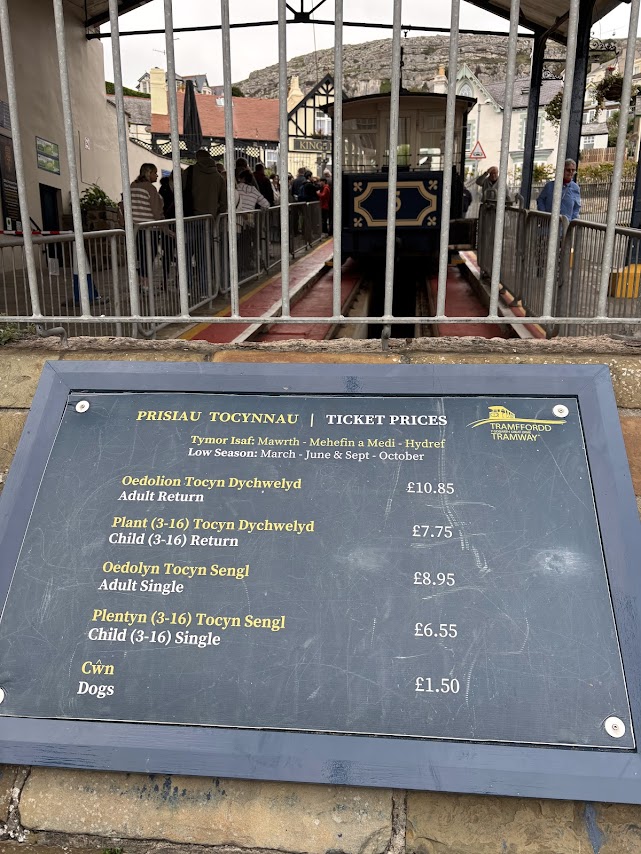 KING
5
PRISIAU TOCYNNAU | TICKET PRICES
Tymor Isaf: Mawrth - Mehefin a Medi - Hydref
Low Season: March - June & Sept - October
TRAMFFORDD
TRAMWAY
Oedolion Tocyn Dychwelyd
Adult Return
£10.85
Plant (3-16) Tocyn Dychwelyd
Child (3-16) Return
£7.75
Oedolyn Tocyn Sengl
Adult Single
£8.95
Plentyn (3-16) Tocyn Sengl
Child (3-16) Single
£6.55
Cŵn
Dogs
£1.50